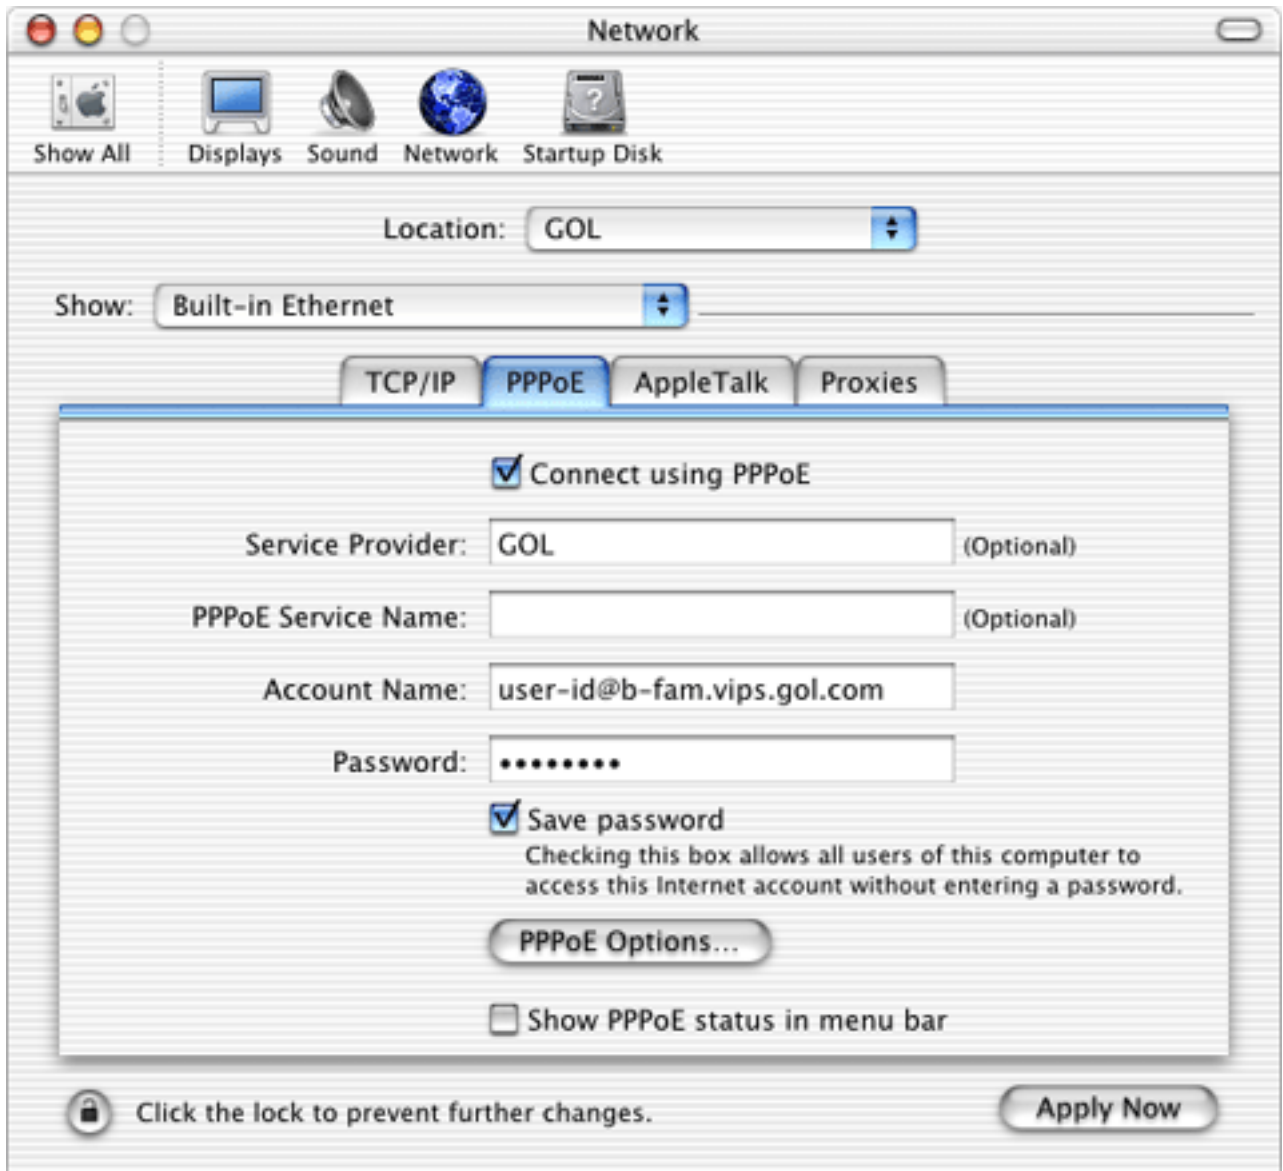 Network
Show All
Displays
Sound
Network
Startup Disk
?
Location: GOL
Show: Built-in Ethernet
TCP/IP
PPPoE
AppleTalk
Proxies
Connect using PPPoE
Service Provider: GOL (Optional)
PPPoE Service Name: (Optional)
Account Name: user-id@b-fam.vips.gol.com
Password: ••••••••
Save password
Checking this box allows all users of this computer to
access this Internet account without entering a password.
PPPoE Options...
Show PPPoE status in menu bar
Click the lock to prevent further changes.
Apply Now